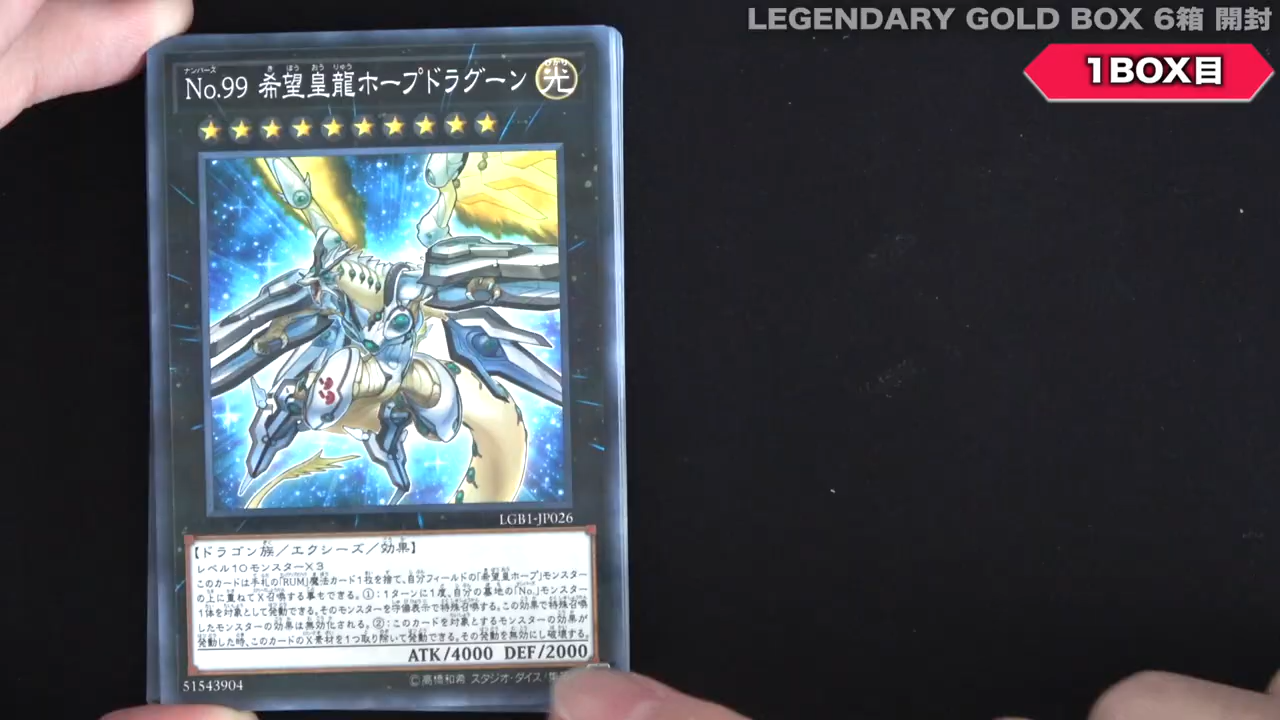 LEGENDARY GOLD BOX 6箱 開封
1BOX目
No.99 希望皇龍ホープドラグーン
光
LGB1-JP026
【ドラゴン族／エクシーズ／効果】
レベル10モンスター×3
このカードは手札の「RUM」魔法カード1枚を捨て、自分フィールドの「希望皇ホープ」モンスター
の上に重ねてX召喚する事もできる。①：1ターンに1度、自分の墓地の「No.」モンスター
1体を対象として発動できる。そのモンスターを守備表示で特殊召喚する。この効果で特殊召喚
したモンスターの効果は無効化される。②：このカードを対象とするモンスターの効果が
発動した時、このカードのX素材を1つ取り除いて発動できる。その発動を無効にし破壊する。
ATK/4000 DEF/2000
51543904
©高橋和希 スタジオ・ダイス/集